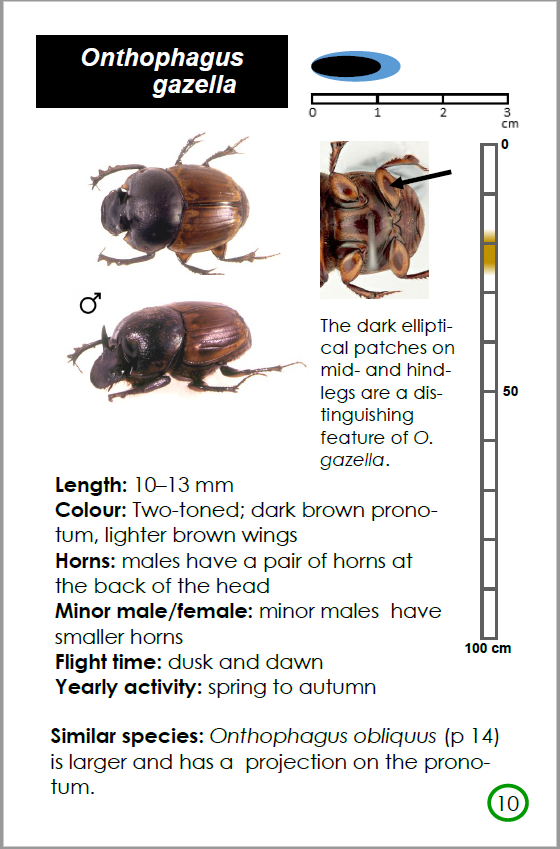 Onthophagus
gazella
0 1 2 3
cm
0
♂
The dark ellipti-
cal patches on
mid- and hind-
legs are a dis-
tinguishing
feature of O.
gazella.
50
Length: 10–13 mm
Colour: Two-toned; dark brown prono-
tum, lighter brown wings
Horns: males have a pair of horns at
the back of the head
Minor male/female: minor males  have
smaller horns
Flight time: dusk and dawn
Yearly activity: spring to autumn
100 cm
Similar species: Onthophagus obliquus (p 14)
is larger and has a  projection on the prono-
tum.
10